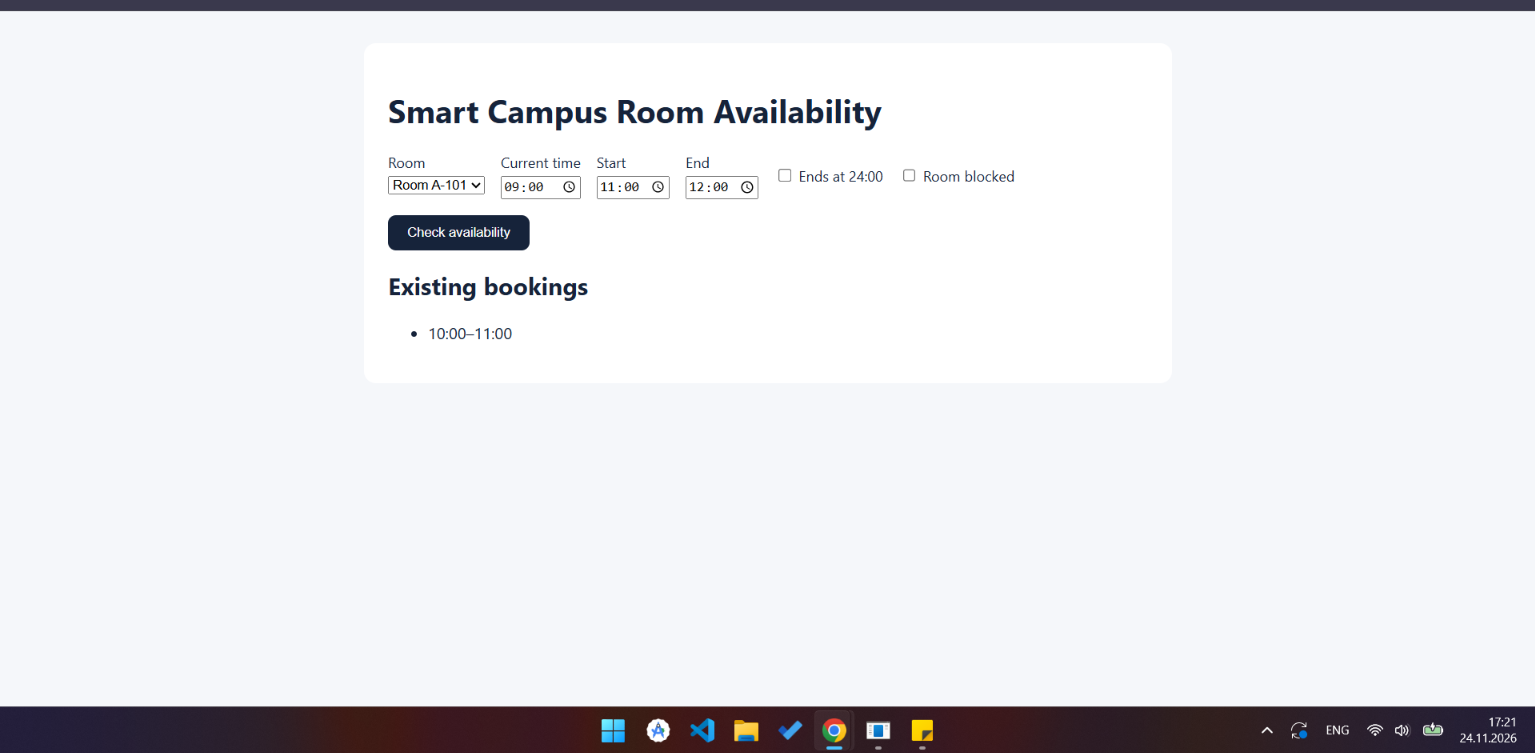 Smart Campus Room Availability
Room Current time Start End
Room A-101 09:00 11:00 12:00 Ends at 24:00 Room blocked
Check availability
Existing bookings
• 10:00–11:00
ENG 17:21
24.11.2026